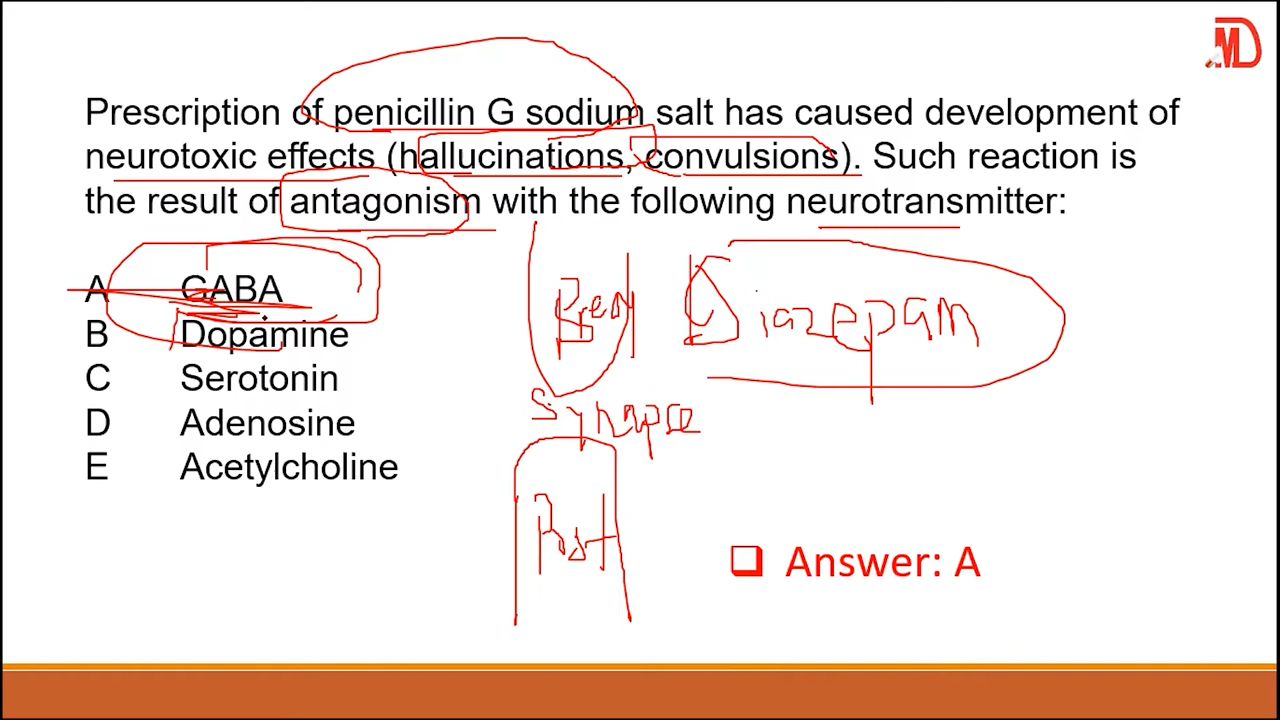 MD
Prescription of penicillin G sodium salt has caused development of
neurotoxic effects (hallucinations, convulsions). Such reaction is
the result of antagonism with the following neurotransmitter:
A GABA
B Dopamine
C Serotonin
D Adenosine
E Acetylcholine
Diazepam
Synapse
Post
Answer: A